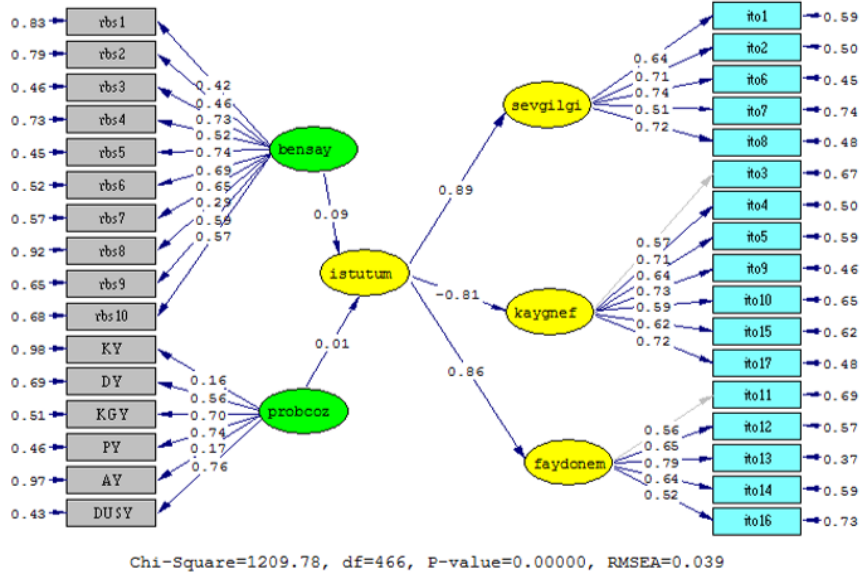 0.83 rbs1
0.79 rbs2
0.46 rbs3
0.73 rbs4
0.45 rbs5
0.52 rbs6
0.57 rbs7
0.92 rbs8
0.65 rbs9
0.68 rbs10
0.98 KY
0.69 DY
0.51 KGY
0.46 PY
0.97 AY
0.43 DUSY
0.42
0.46
0.73
0.52
0.74
0.69
0.65
0.29
0.59
0.57
bensay
0.09
istutum
0.01
0.16
0.56
0.70
0.74
0.17
0.76
probcoz
0.89
-0.81
0.86
sevgilgi
0.64
0.71
0.74
0.51
0.72
kaygnef
0.57
0.71
0.64
0.73
0.59
0.62
0.72
faydonem
0.56
0.65
0.79
0.64
0.52
ito1 0.59
ito2 0.50
ito6 0.45
ito7 0.74
ito8 0.48
ito3 0.67
ito4 0.50
ito5 0.59
ito9 0.46
ito10 0.65
ito15 0.62
ito17 0.48
ito11 0.69
ito12 0.57
ito13 0.37
ito14 0.59
ito16 0.73
Chi-Square=1209.78, df=466, P-value=0.00000, RMSEA=0.039